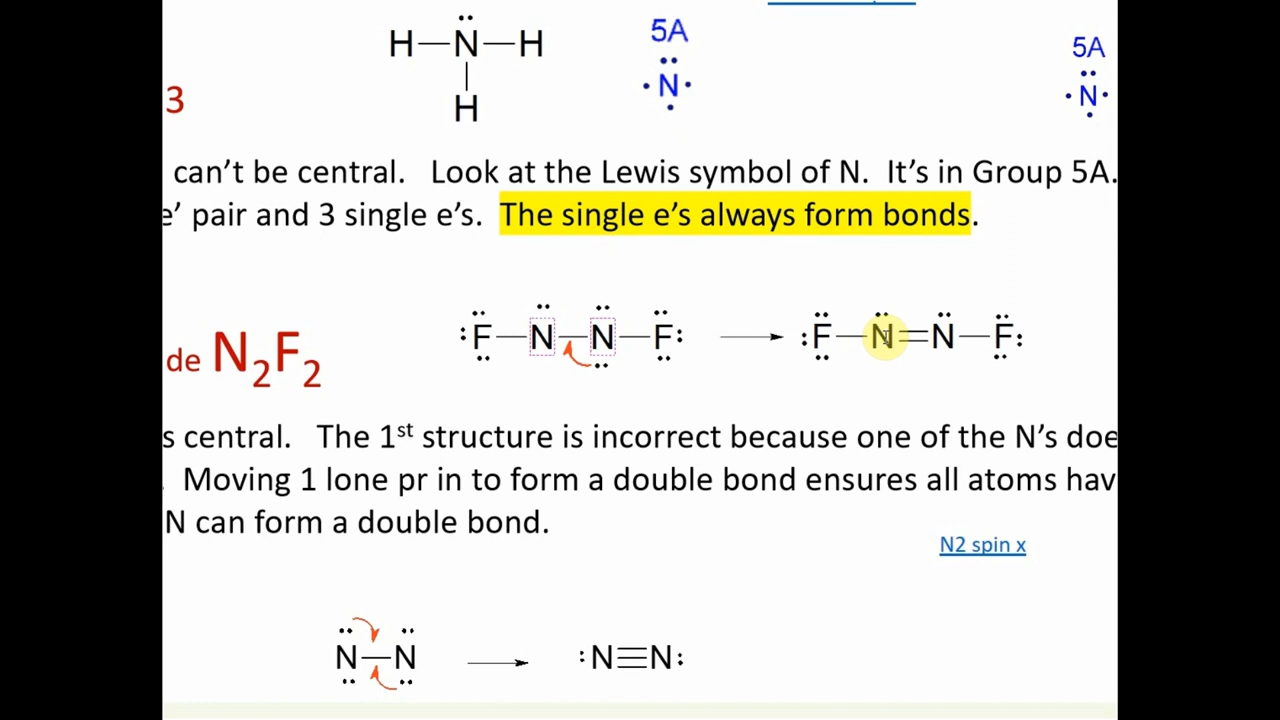 H—N—H
H
5A
N
5A
N
3
can't be central. Look at the Lewis symbol of N. It's in Group 5A.
e' pair and 3 single e's. The single e's always form bonds.
de N2F2
:F—N—N—F: :F—N=N—F:
s central. The 1st structure is incorrect because one of the N's doe
Moving 1 lone pr in to form a double bond ensures all atoms hav
N can form a double bond.
N2 spin x
N—N :N≡N: